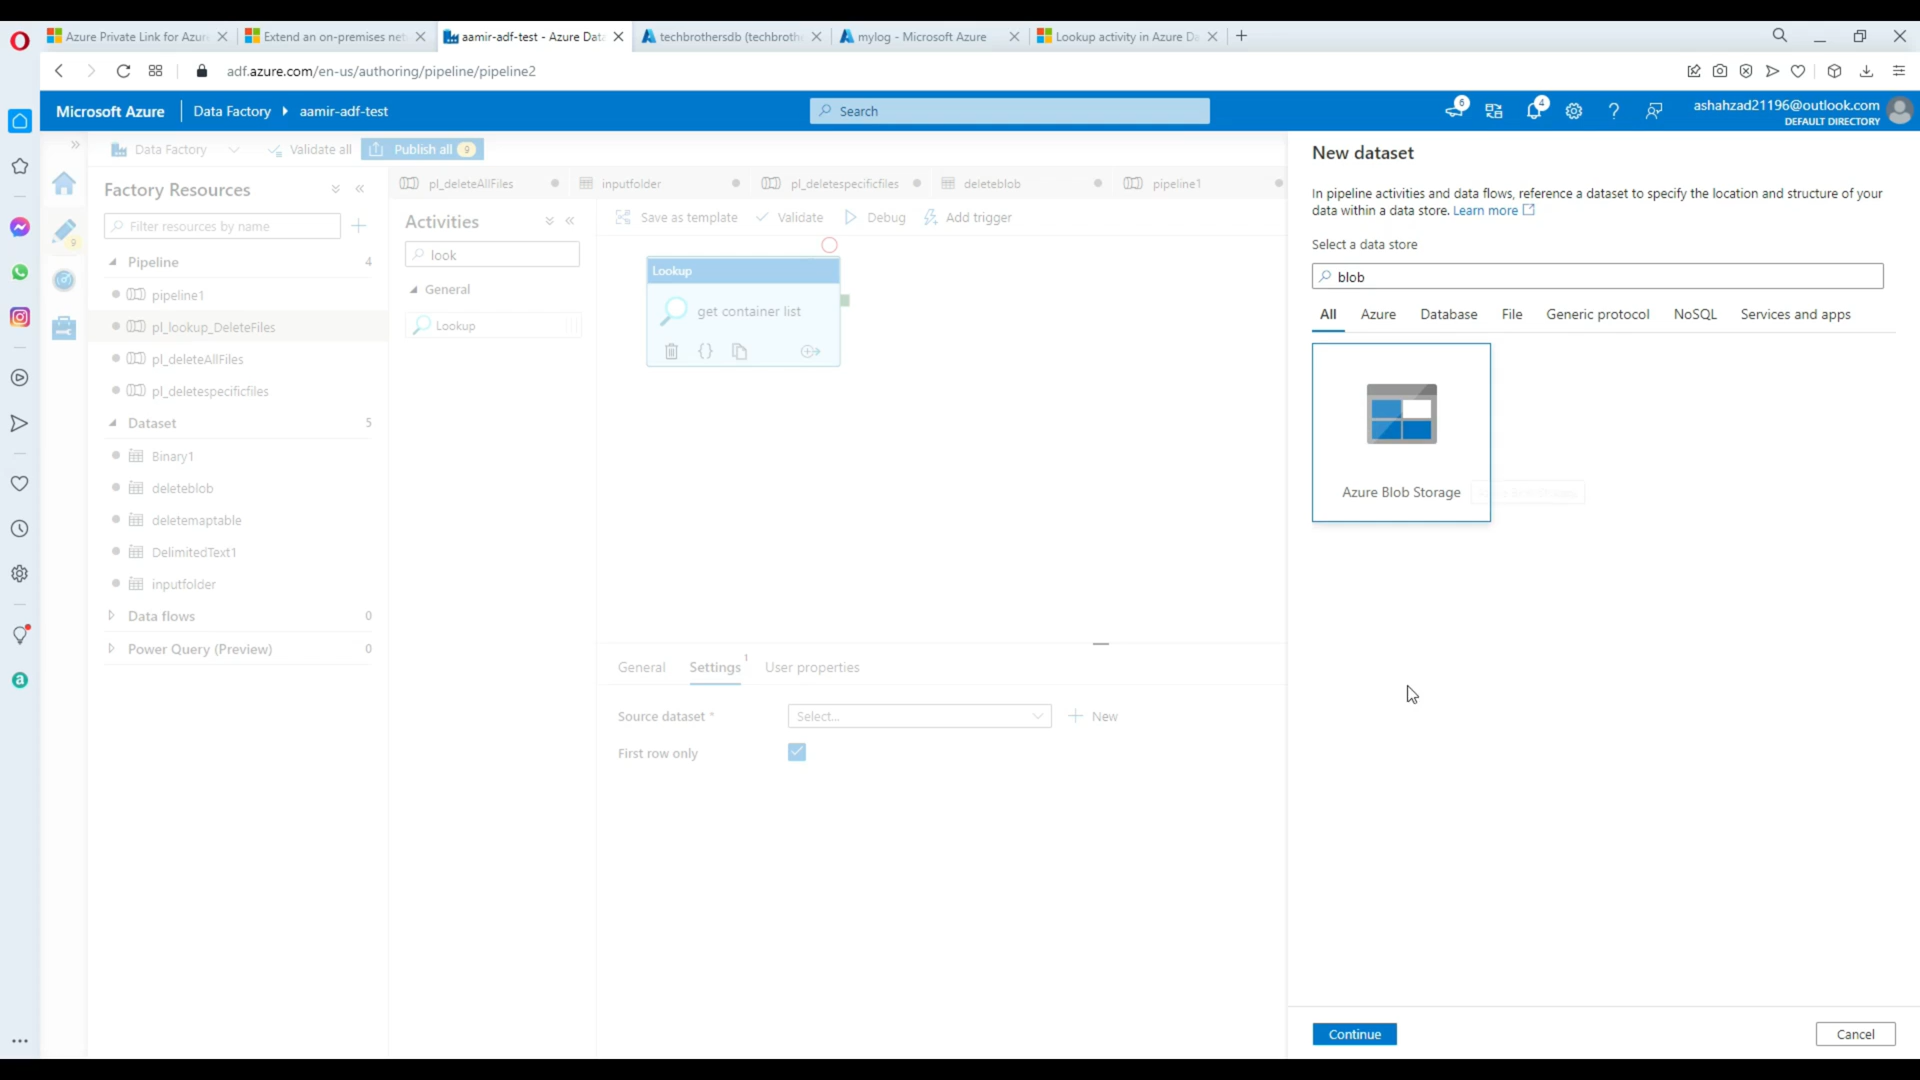 Azure Private Link for Azur
Extend an on-premises net
aamir-adf-test - Azure Data
techbrothersdb (techbroth
mylog - Microsoft Azure
Lookup activity in Azure Da
adf.azure.com/en-us/authoring/pipeline/pipeline2
Microsoft Azure
Data Factory
aamir-adf-test
Search
6
4
ashahzad21196@outlook.com
DEFAULT DIRECTORY
Data Factory
Validate all
Publish all 9
Factory Resources
Filter resources by name
Pipeline 4
pipeline1
pl_lookup_DeleteFiles
pl_deleteAllFiles
pl_deletespecificfiles
Dataset 5
Binary1
deleteblob
deletemaptable
DelimitedText1
inputfolder
Data flows 0
Power Query (Preview) 0
9
pl_deleteAllFiles
inputfolder
pl_deletespecificfiles
deleteblob
pipeline1
Activities
look
General
Lookup
Save as template
Validate
Debug
Add trigger
Lookup
get container list
General
Settings 1
User properties
Source dataset *
Select...
New
First row only
New dataset
In pipeline activities and data flows, reference a dataset to specify the location and structure of your
data within a data store. Learn more
Select a data store
blob
All
Azure
Database
File
Generic protocol
NoSQL
Services and apps
Azure Blob Storage
Continue
Cancel